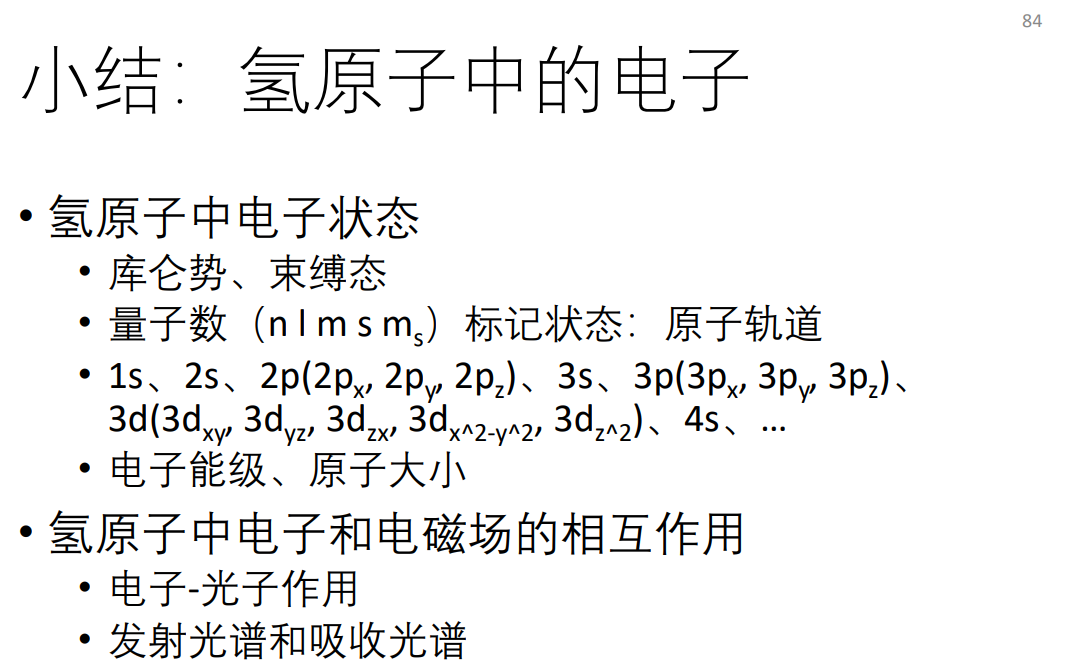 84
小结： 氢原子中的电子
• 氢原子中电子状态
• 库仑势、束缚态
• 量子数（n l m s mₛ）标记状态：原子轨道
• 1s、2s、2p(2px, 2py, 2pz)、3s、3p(3px, 3py, 3pz)、
3d(3dxy, 3dyz, 3dzx, 3dx^2-y^2, 3dz^2)、4s、…
• 电子能级、原子大小
• 氢原子中电子和电磁场的相互作用
• 电子-光子作用
• 发射光谱和吸收光谱